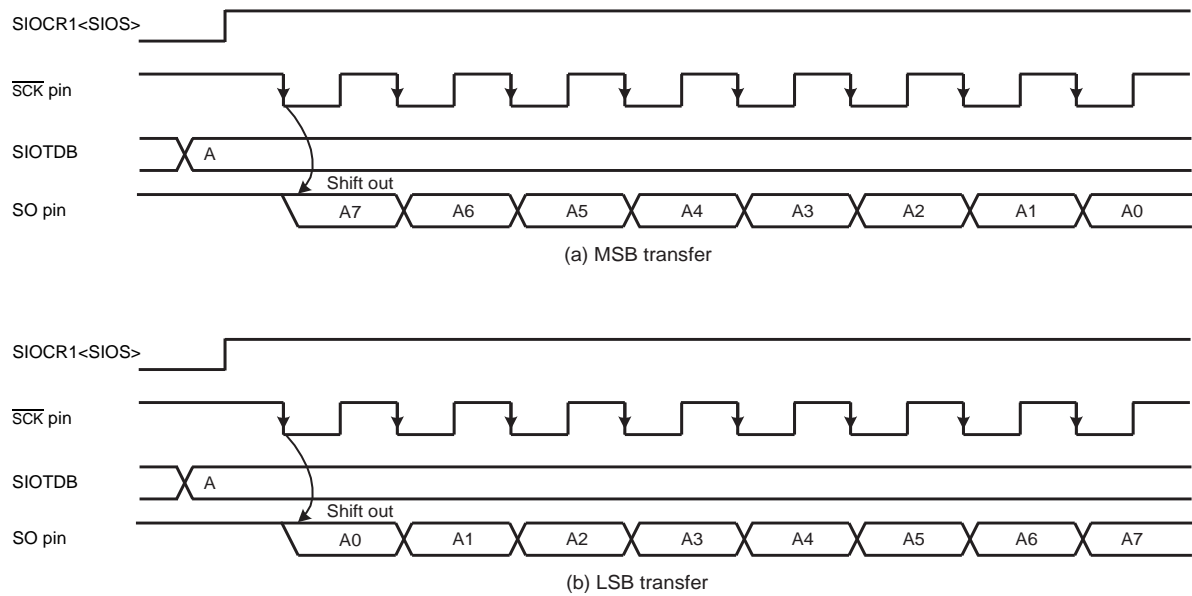 SIOCR1<SIOS>
SCK pin
SIOTDB
A
Shift out
SO pin
A7 A6 A5 A4 A3 A2 A1 A0
(a) MSB transfer
SIOCR1<SIOS>
SCK pin
SIOTDB
A
Shift out
SO pin
A0 A1 A2 A3 A4 A5 A6 A7
(b) LSB transfer